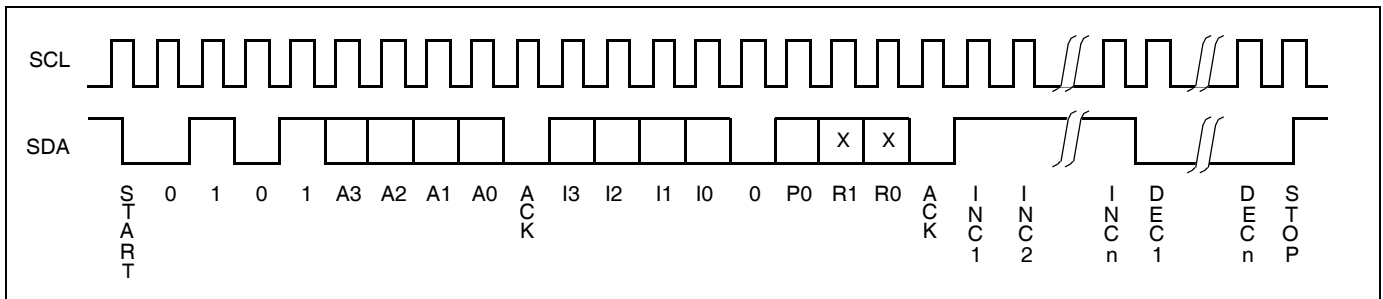 SCL
SDA
X X
START 0 1 0 1 A3 A2 A1 A0 ACK I3 I2 I1 I0 0 P0 R1 R0 ACK INC1 INC2 INCn DEC1 DECn STOP